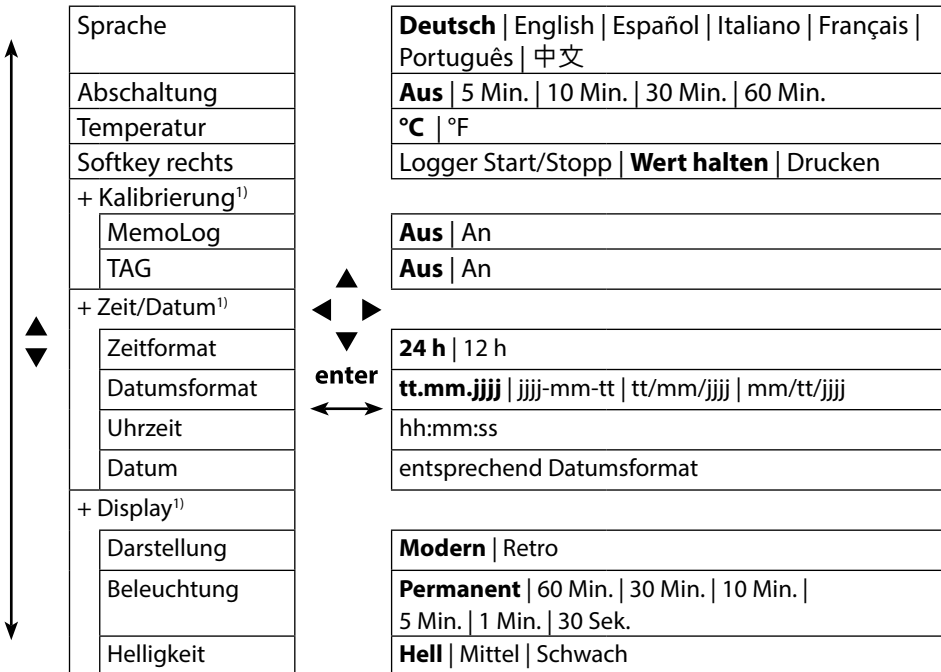 Sprache Deutsch | English | Español | Italiano | Français |
Português | 中文
Abschaltung Aus | 5 Min. | 10 Min. | 30 Min. | 60 Min.
Temperatur °C | °F
Softkey rechts Logger Start/Stopp | Wert halten | Drucken
+ Kalibrierung1)
MemoLog Aus | An
TAG Aus | An
+ Zeit/Datum1)
Zeitformat 24 h | 12 h
enter
Datumsformat tt.mm.jjjj | jjjj-mm-tt | tt/mm/jjjj | mm/tt/jjjj
Uhrzeit hh:mm:ss
Datum entsprechend Datumsformat
+ Display1)
Darstellung Modern | Retro
Beleuchtung Permanent | 60 Min. | 30 Min. | 10 Min. |
5 Min. | 1 Min. | 30 Sek.
Helligkeit Hell | Mittel | Schwach